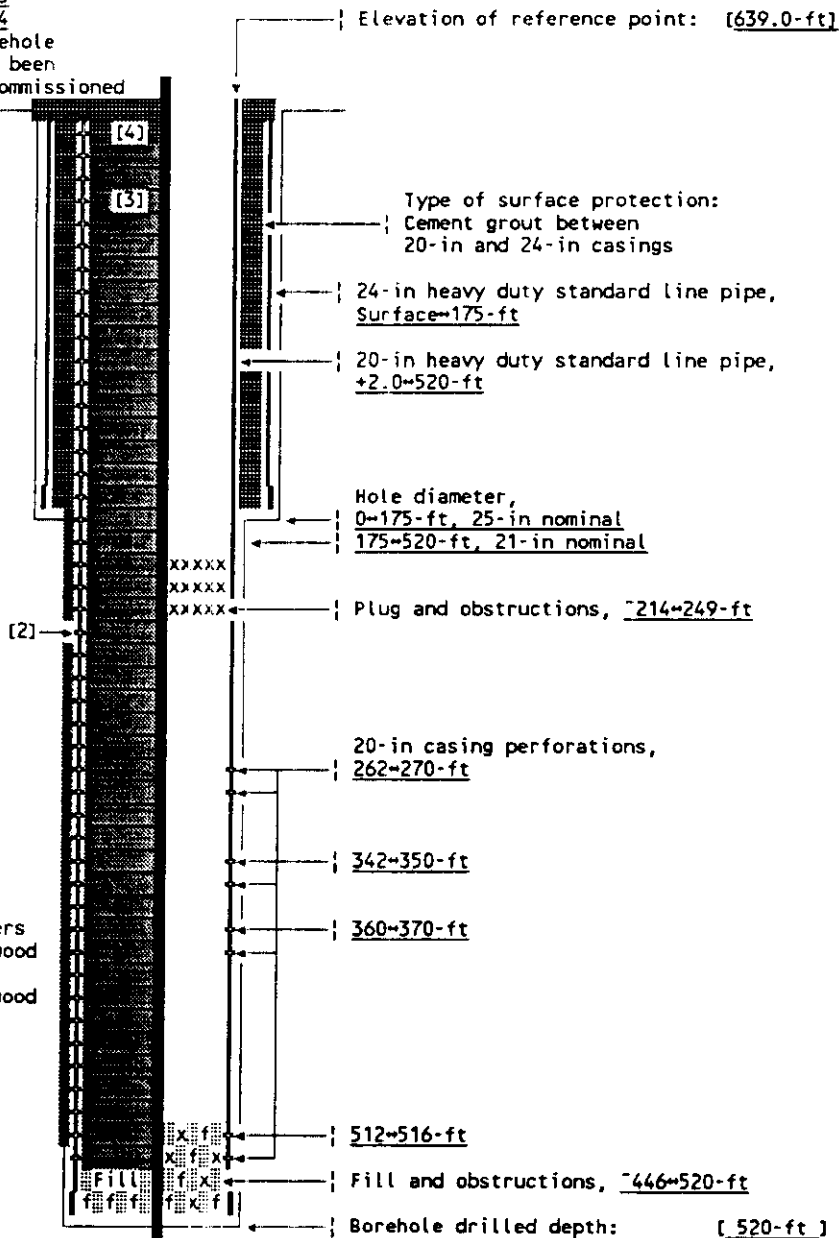 4
ehole
been
ommissioned
Elevation of reference point: [639.0-ft]
[4]
[3]
Type of surface protection:
Cement grout between
20-in and 24-in casings
24-in heavy duty standard line pipe,
Surface↔175-ft
20-in heavy duty standard line pipe,
+2.0↔520-ft
Hole diameter,
0↔175-ft, 25-in nominal
175↔520-ft, 21-in nominal
xxxxx
xxxxx
xxxxx
Plug and obstructions, ~214↔249-ft
[2]
20-in casing perforations,
262↔270-ft
342↔350-ft
360↔370-ft
ers
ood
ood
x f
x f x
512↔516-ft
Fill f x
Fill and obstructions, ~446↔520-ft
f f f f x f
Borehole drilled depth: [ 520-ft ]